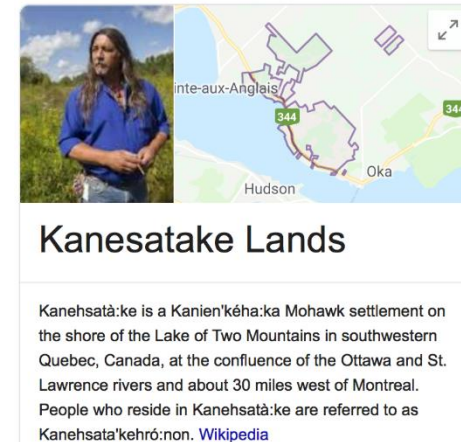 inte-aux-Anglais
344
344
Oka
Hudson
Kanesatake Lands
Kanehsatà:ke is a Kanien'kéha:ka Mohawk settlement on
the shore of the Lake of Two Mountains in southwestern
Quebec, Canada, at the confluence of the Ottawa and St.
Lawrence rivers and about 30 miles west of Montreal.
People who reside in Kanehsatà:ke are referred to as
Kanehsata'kehró:non. Wikipedia